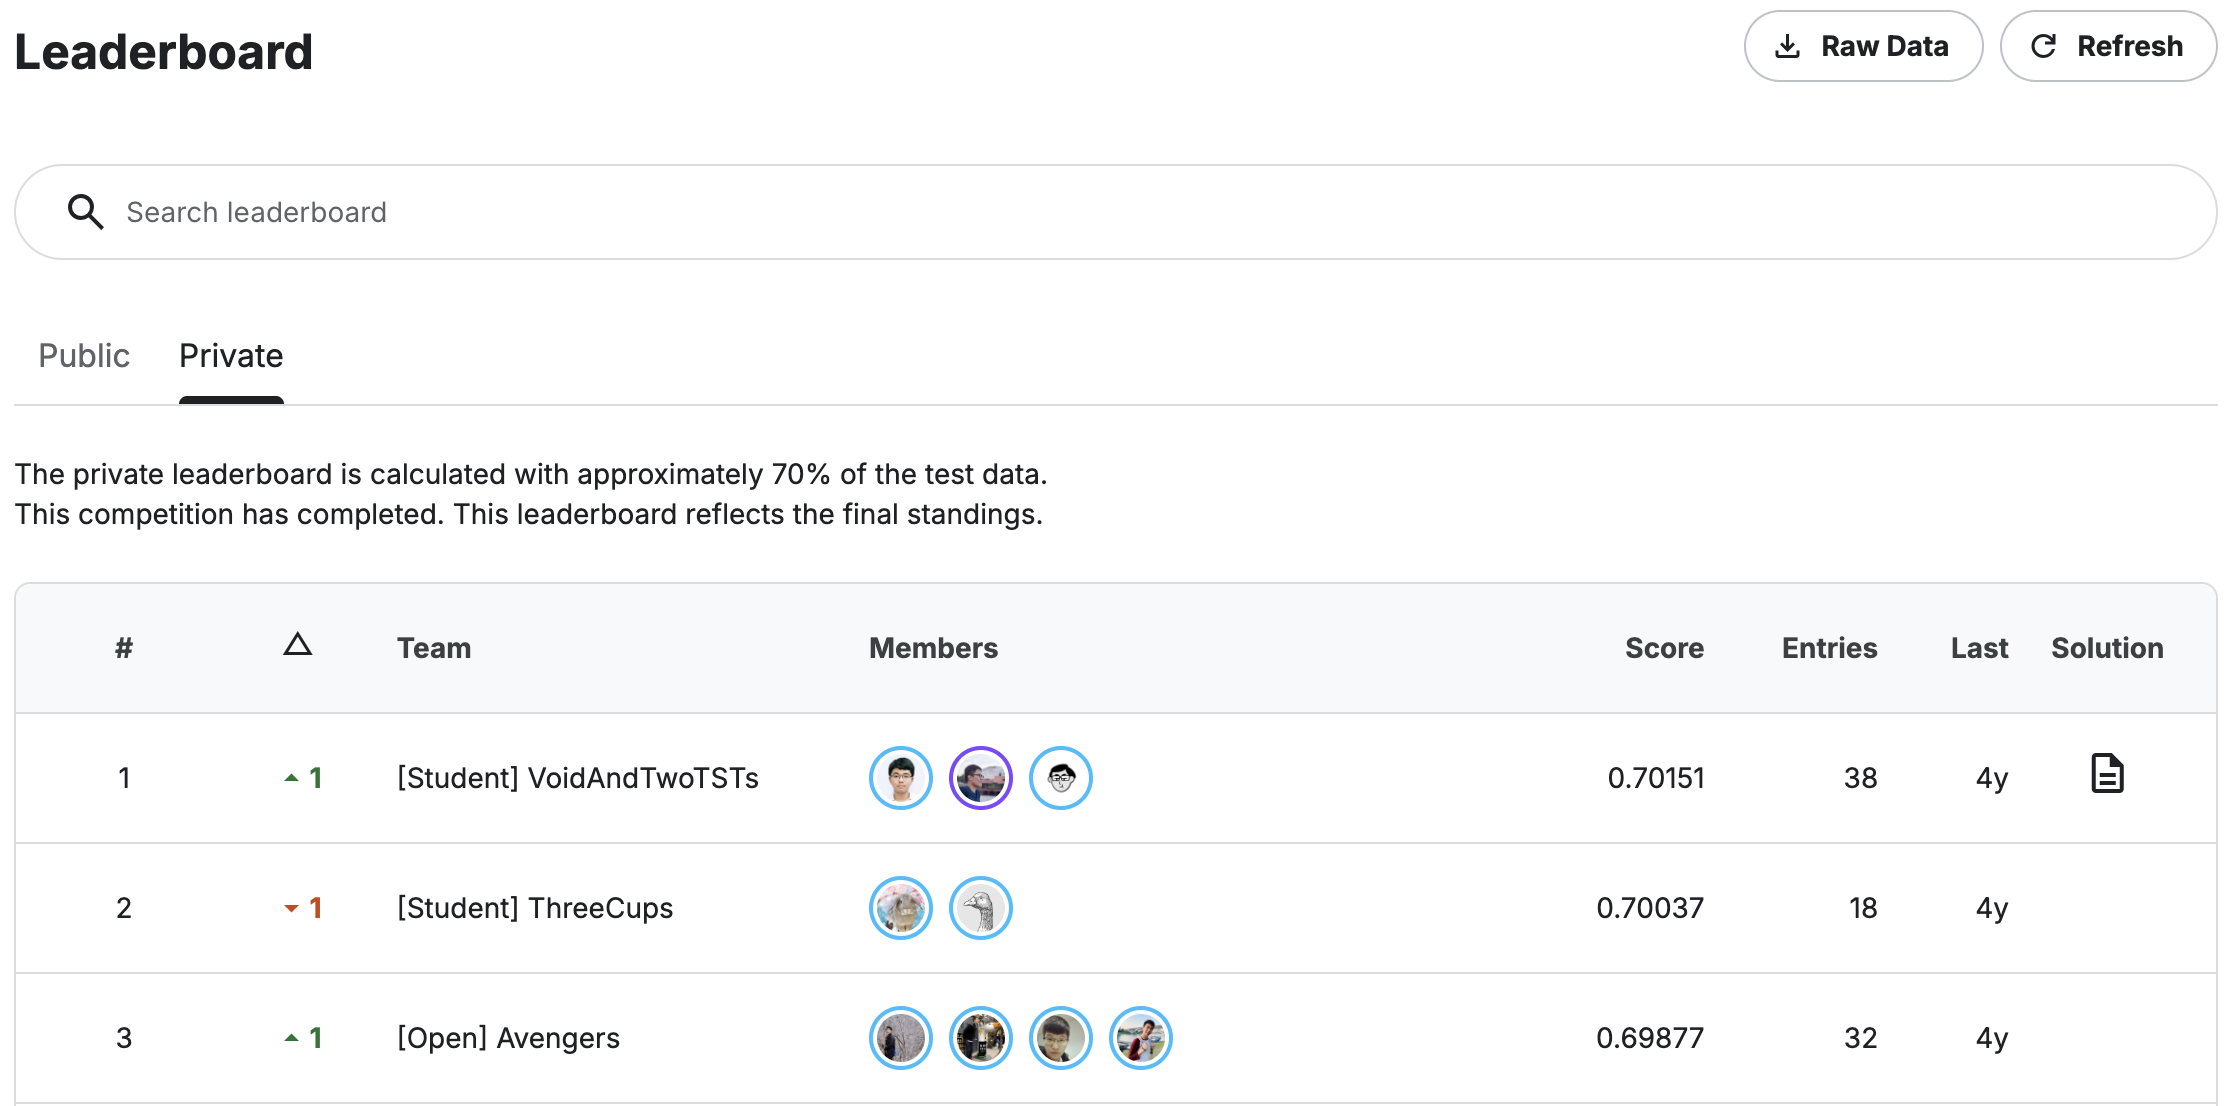 Leaderboard
Raw Data
Refresh
Search leaderboard
Public Private
The private leaderboard is calculated with approximately 70% of the test data.
This competition has completed. This leaderboard reflects the final standings.
# △ Team Members Score Entries Last Solution
1 1 [Student] VoidAndTwoTSTs 0.70151 38 4y
2 1 [Student] ThreeCups 0.70037 18 4y
3 1 [Open] Avengers 0.69877 32 4y